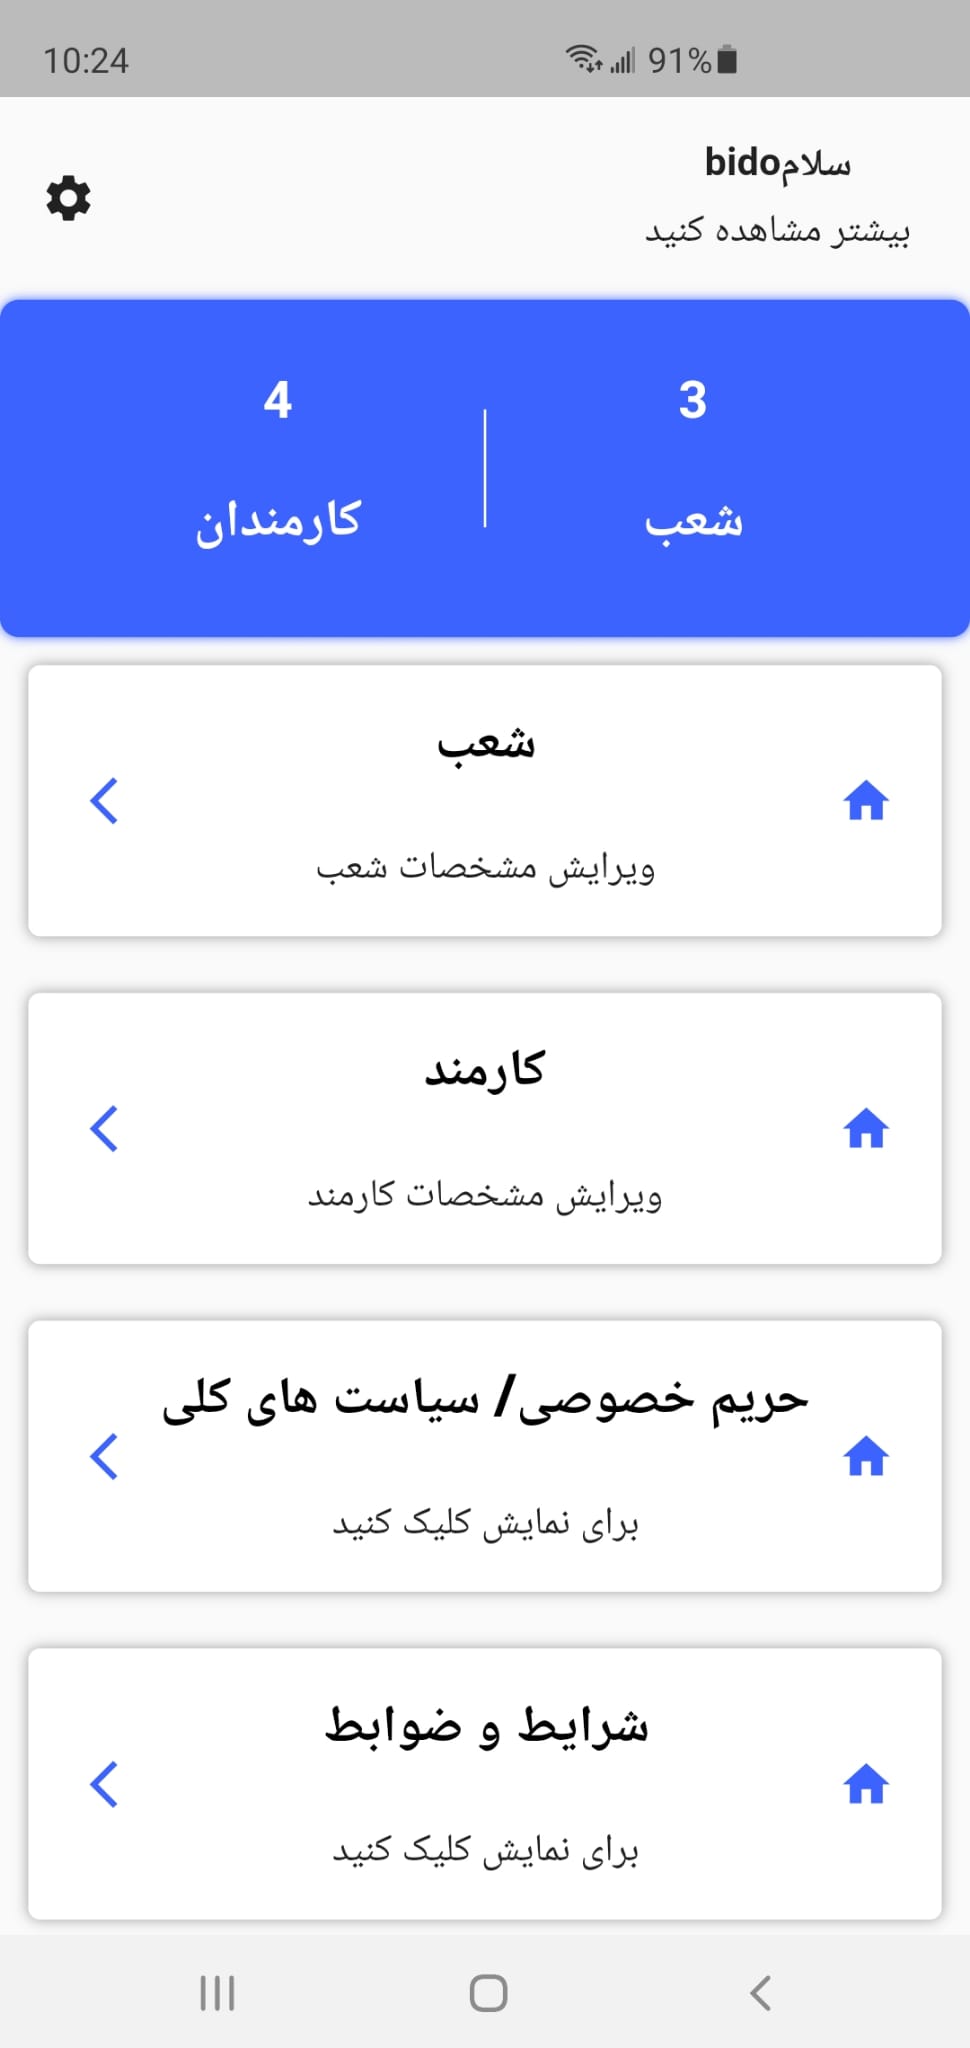 10:24 91%
سلامbido
بیشتر مشاهده کنید
3
شعب
4
کارمندان
شعب
ویرایش مشخصات شعب
کارمند
ویرایش مشخصات کارمند
حریم خصوصی/ سیاست های کلی
برای نمایش کلیک کنید
شرایط و ضوابط
برای نمایش کلیک کنید